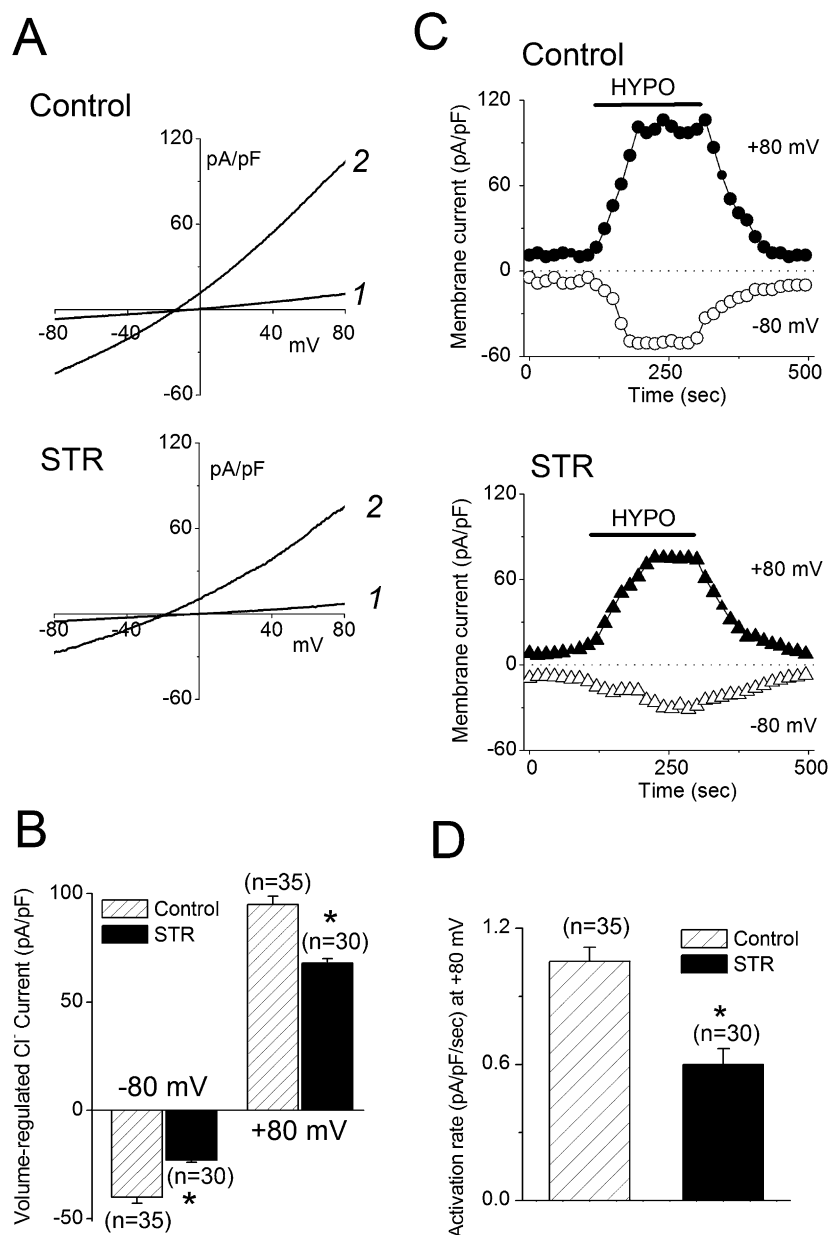 A
Control
120
pA/pF
60
2
1
-80
-40
40
80
mV
-60
STR
120
pA/pF
60
2
1
-80
-40
40
80
mV
-60
B
Volume-regulated Cl⁻ Current (pA/pF)
100
50
0
-50
Control
STR
(n=35)
*
(n=30)
-80 mV
+80 mV
(n=30)
(n=35)
*
C
Control
HYPO
Membrane current (pA/pF)
120
60
0
-60
+80 mV
-80 mV
0
250
500
Time (sec)
STR
HYPO
Membrane current (pA/pF)
120
60
0
-60
+80 mV
-80 mV
0
250
500
Time (sec)
D
Activation rate (pA/pF/sec) at +80 mV
1.2
0.6
0.0
(n=35)
Control
STR
*
(n=30)